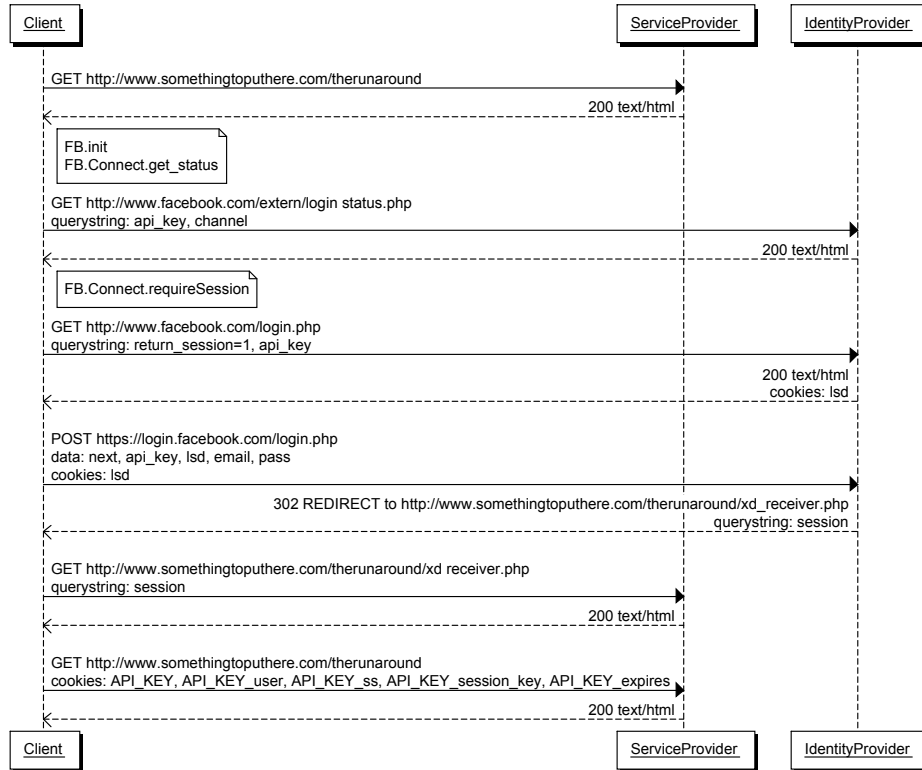 Client
ServiceProvider
IdentityProvider
GET http://www.somethingtoputhere.com/therunaround
200 text/html
FB.init
FB.Connect.get_status
GET http://www.facebook.com/extern/login status.php
querystring: api_key, channel
200 text/html
FB.Connect.requireSession
GET http://www.facebook.com/login.php
querystring: return_session=1, api_key
200 text/html
cookies: lsd
POST https://login.facebook.com/login.php
data: next, api_key, lsd, email, pass
cookies: lsd
302 REDIRECT to http://www.somethingtoputhere.com/therunaround/xd_receiver.php
querystring: session
GET http://www.somethingtoputhere.com/therunaround/xd receiver.php
querystring: session
200 text/html
GET http://www.somethingtoputhere.com/therunaround
cookies: API_KEY, API_KEY_user, API_KEY_ss, API_KEY_session_key, API_KEY_expires
200 text/html
Client
ServiceProvider
IdentityProvider